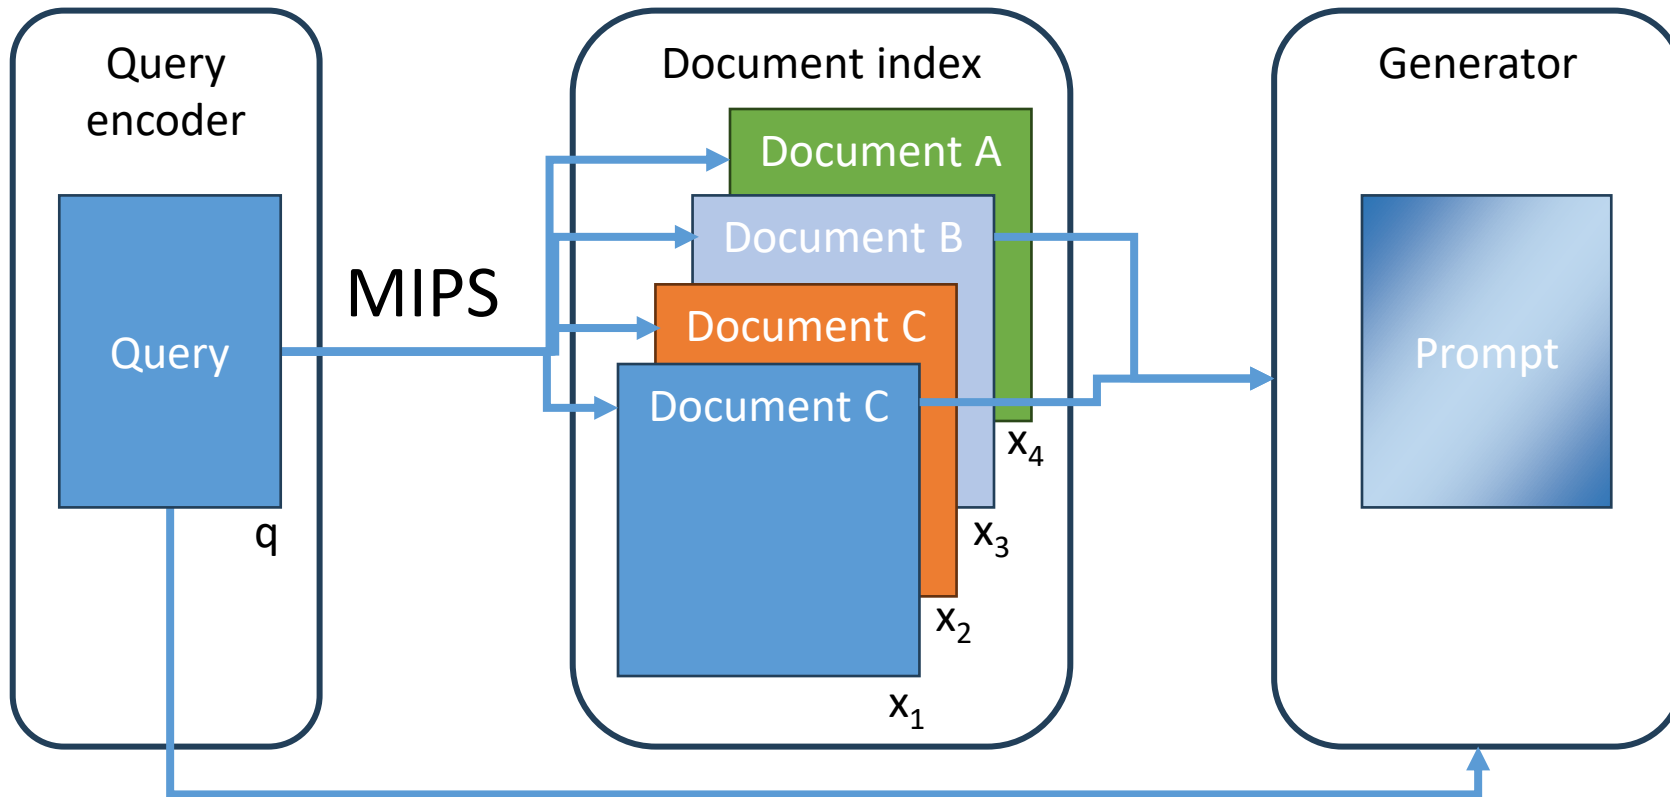 Query
encoder
Query
q
MIPS
Document index
Document A
Document B
Document C
Document C
x₄
x₃
x₂
x₁
Generator
Prompt